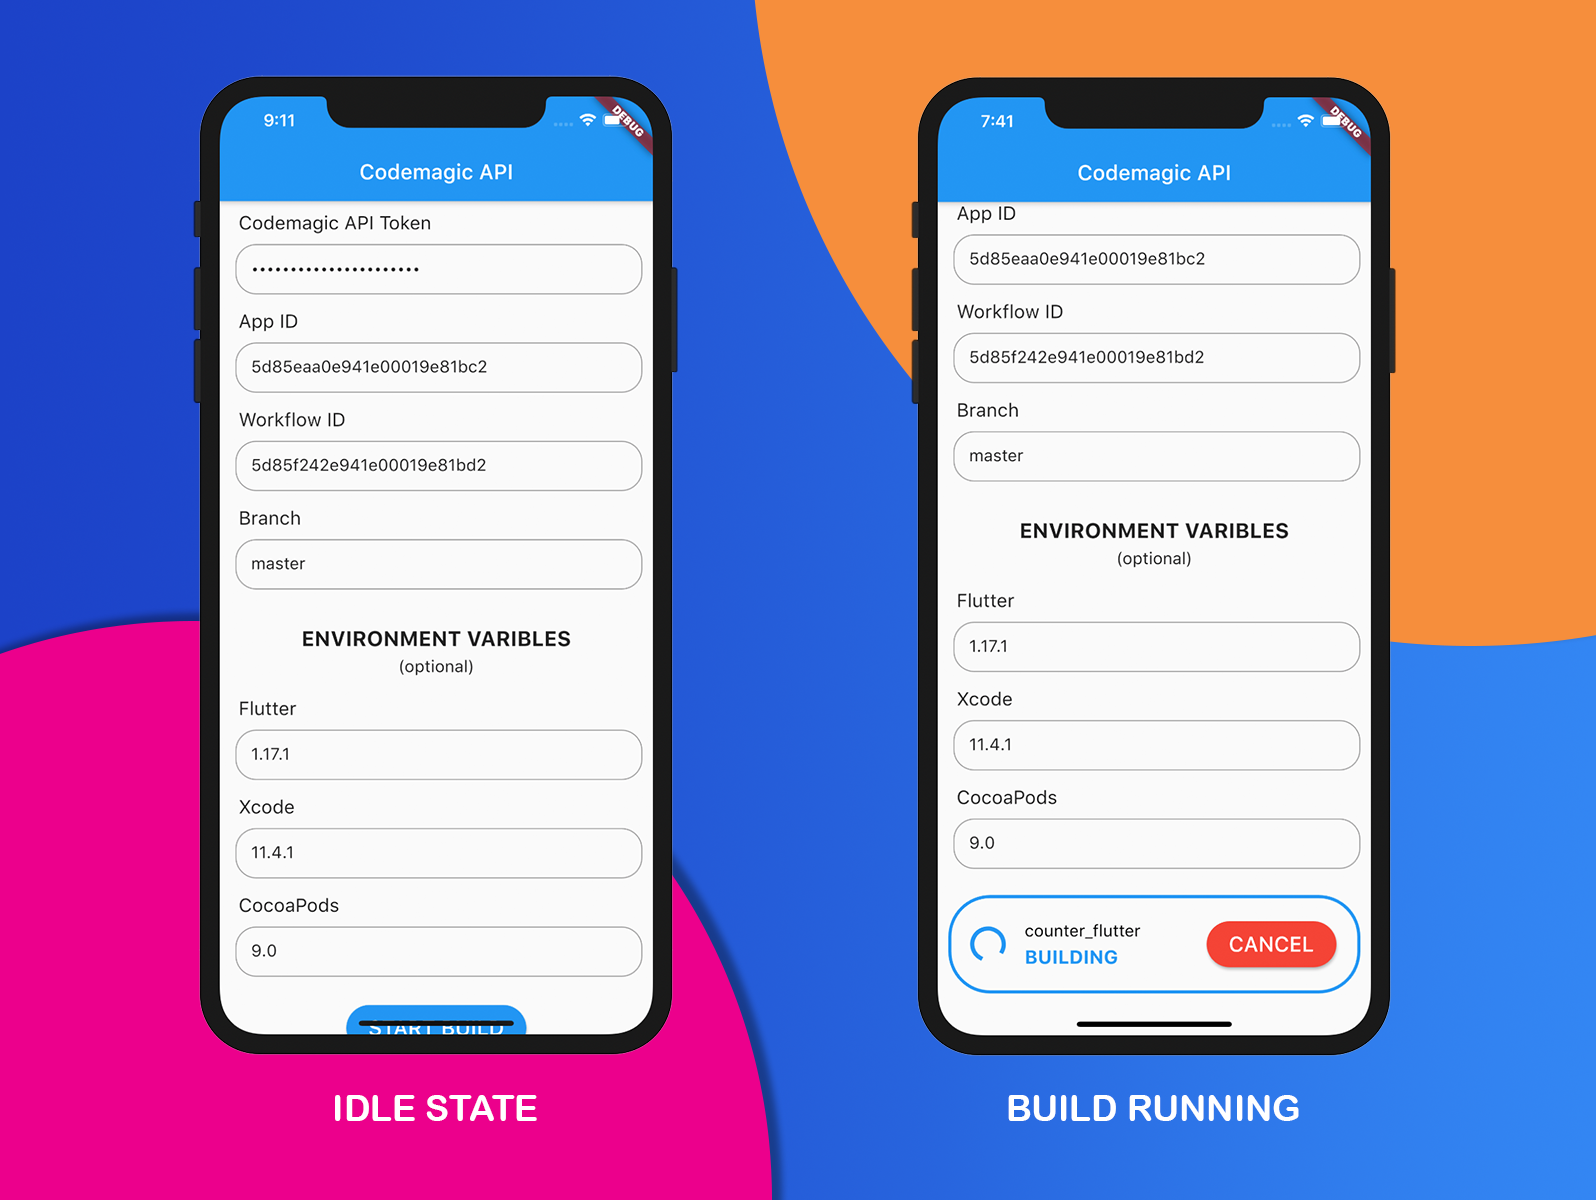 9:11
DEBUG
Codemagic API
Codemagic API Token
••••••••••••••••••••••
App ID
5d85eaa0e941e00019e81bc2
Workflow ID
5d85f242e941e00019e81bd2
Branch
master
ENVIRONMENT VARIBLES
(optional)
Flutter
1.17.1
Xcode
11.4.1
CocoaPods
9.0
START BUILD
IDLE STATE
7:41
DEBUG
Codemagic API
App ID
5d85eaa0e941e00019e81bc2
Workflow ID
5d85f242e941e00019e81bd2
Branch
master
ENVIRONMENT VARIBLES
(optional)
Flutter
1.17.1
Xcode
11.4.1
CocoaPods
9.0
counter_flutter
BUILDING
CANCEL
BUILD RUNNING